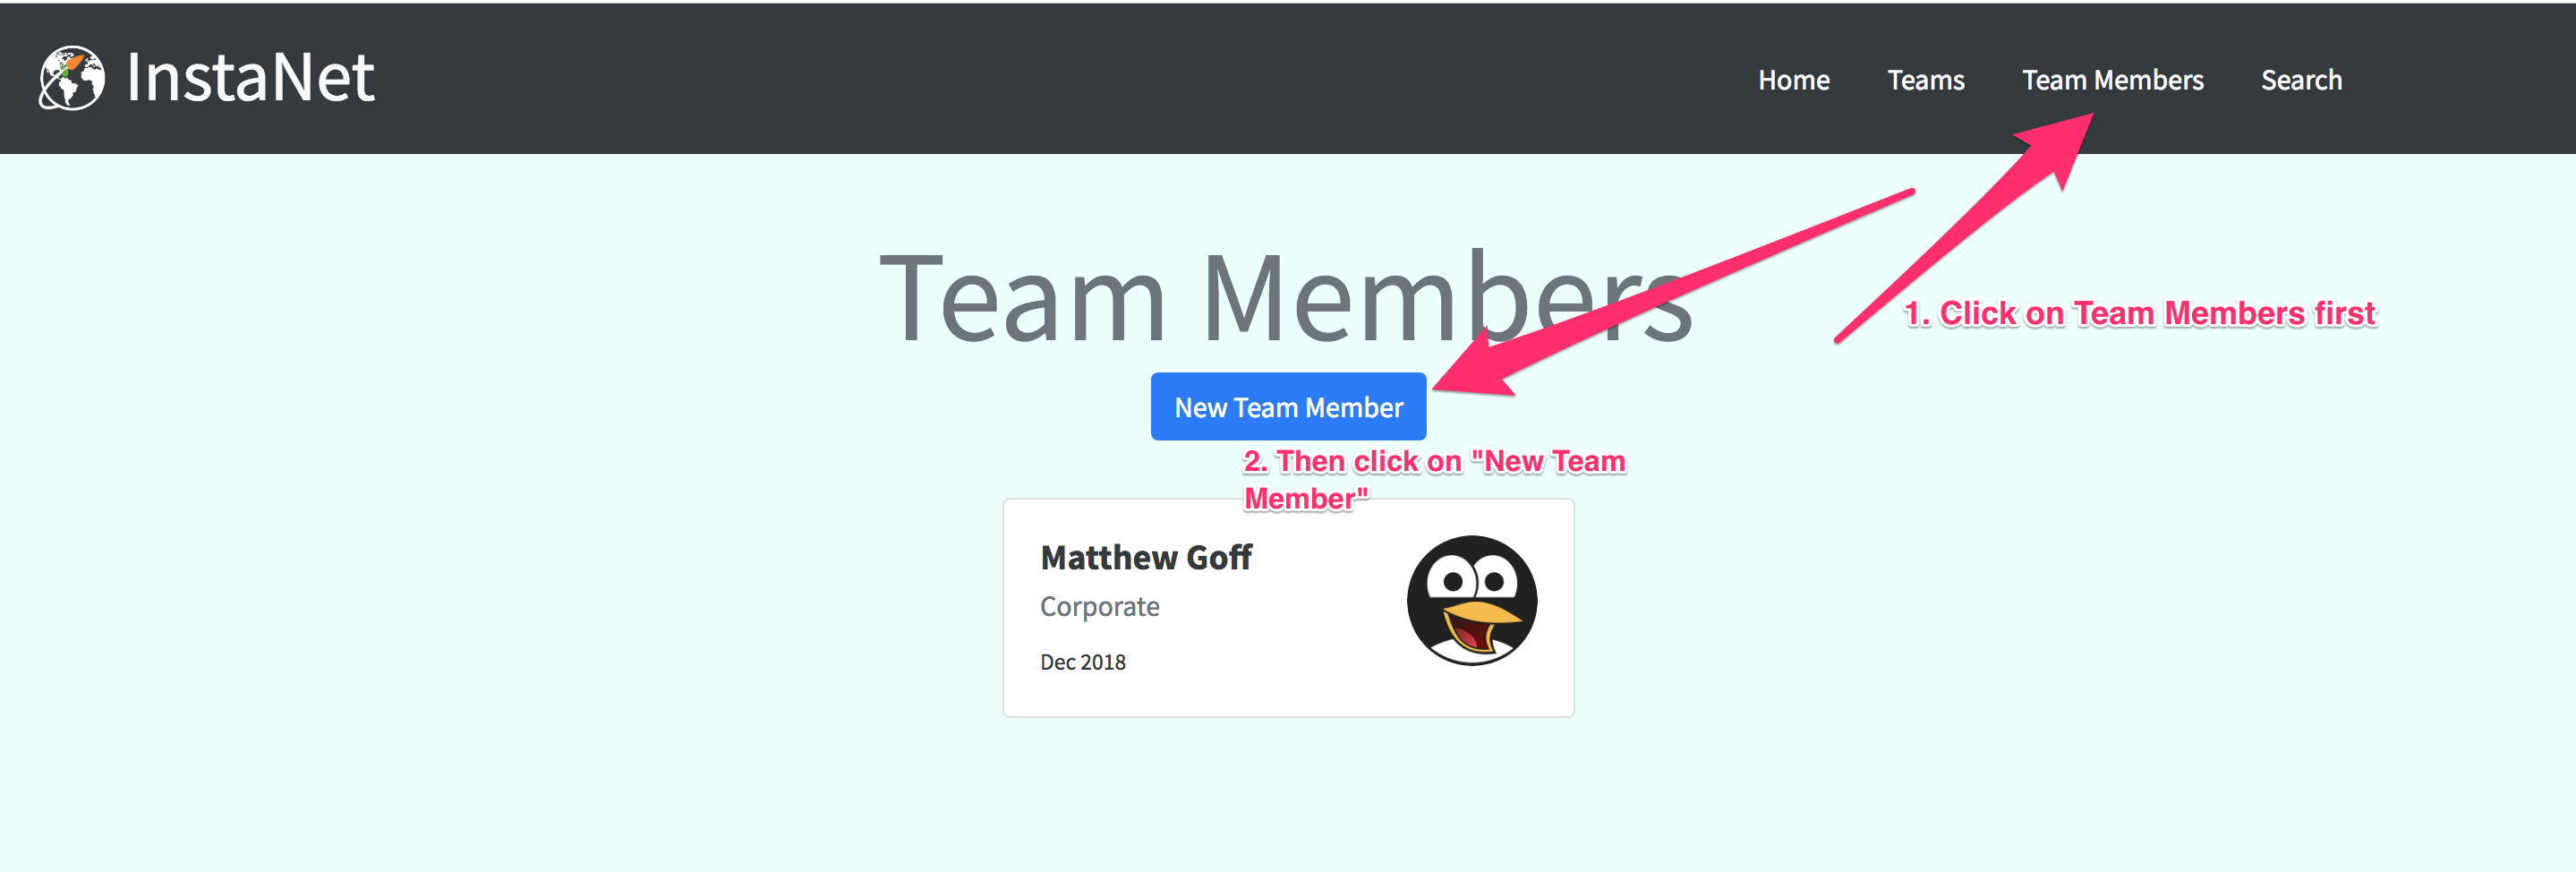 InstaNet
Home Teams Team Members Search
Team Members
1. Click on Team Members first
New Team Member
2. Then click on "New Team
Member"
Matthew Goff
Corporate
Dec 2018